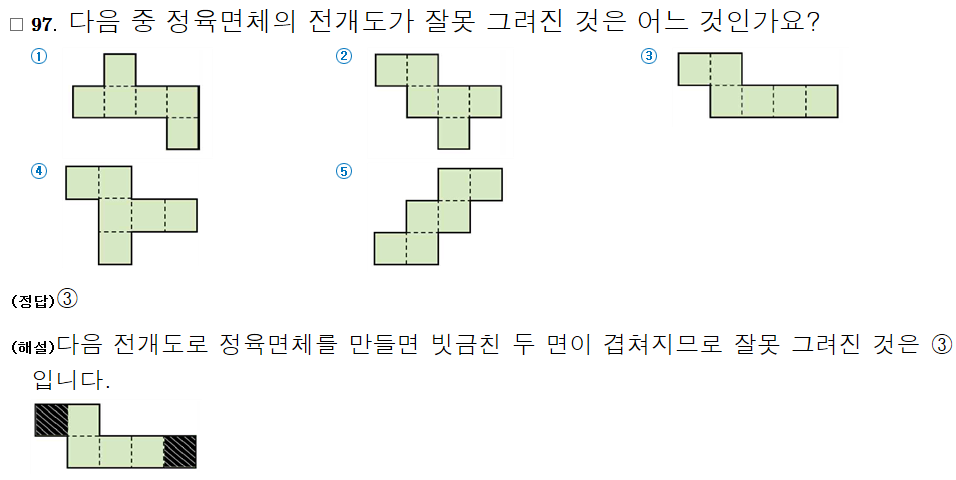 □ 97. 다음 중 정육면체의 전개도가 잘못 그려진 것은 어느 것인가요?
① ② ③
④ ⑤
(정답)③
(해설)다음 전개도로 정육면체를 만들면 빗금친 두 면이 겹쳐지므로 잘못 그려진 것은 ③
입니다.